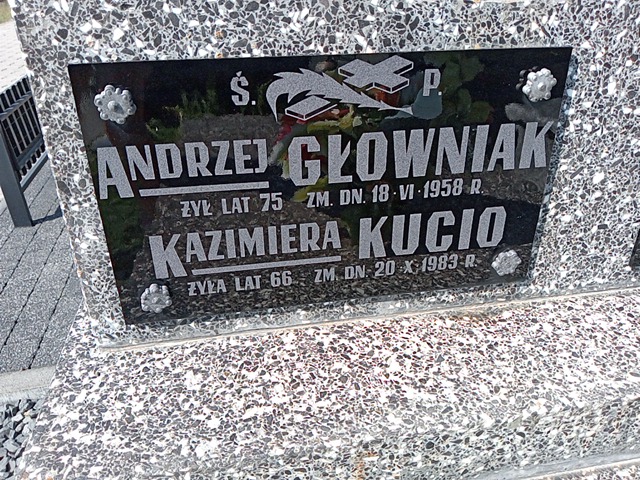 Ś. P.
ANDRZEJ GŁOWNIAK
ŻYŁ LAT 75 ZM. DN. 18 VI 1958 R.
KAZIMIERA KUCIO
ŻYŁA LAT 66 ZM. DN. 20 X 1983 R.